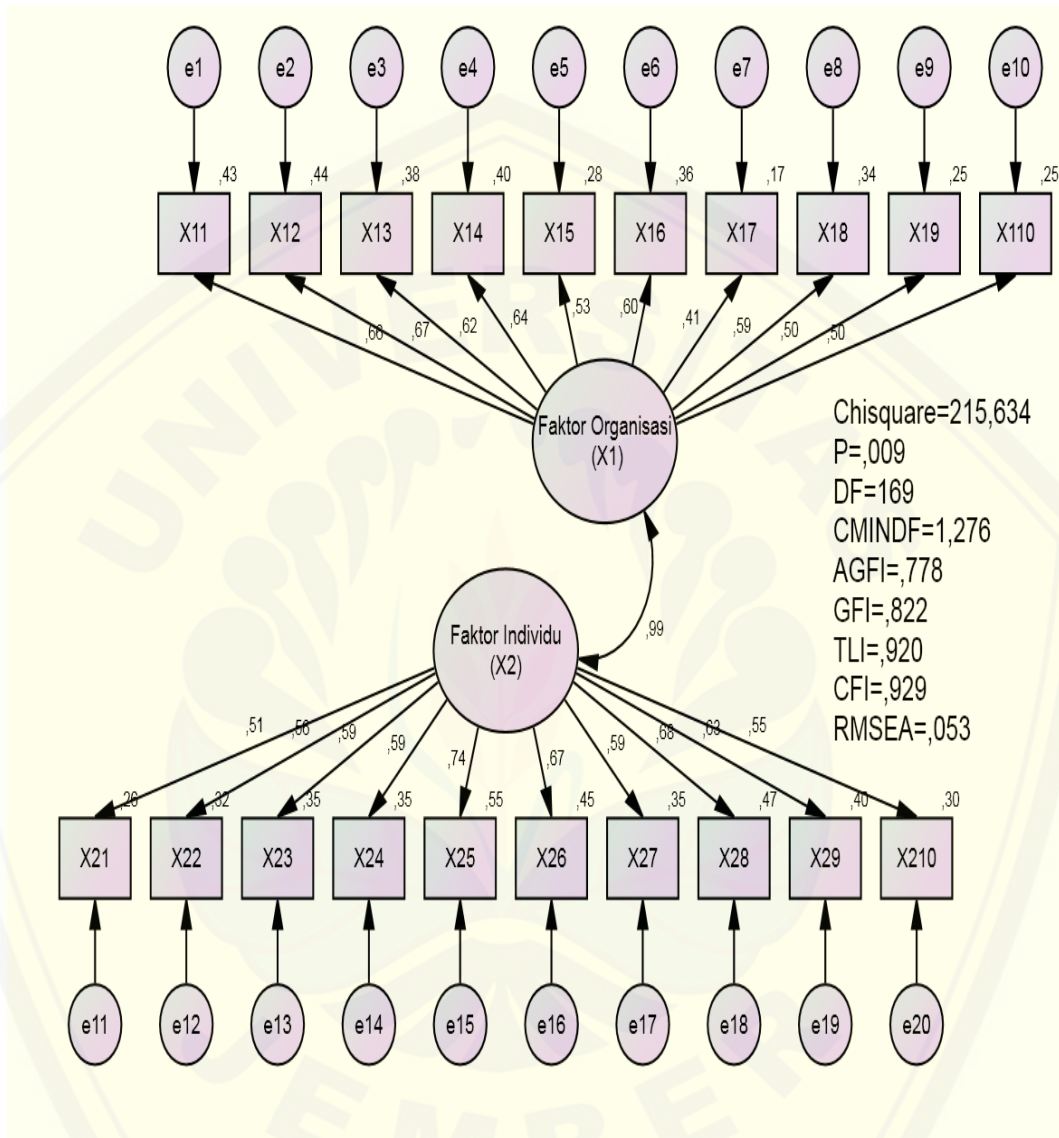 e1 e2 e3 e4 e5 e6 e7 e8 e9 e10
,43 ,44 ,38 ,40 ,28 ,36 ,17 ,34 ,25 ,25
X11 X12 X13 X14 X15 X16 X17 X18 X19 X110
,66 ,67 ,62 ,64 ,53 ,60 ,41 ,59 ,50 ,50
Faktor Organisasi
(X1)
Chisquare=215,634
P=,009
DF=169
CMINDF=1,276
AGFI=,778
GFI=,822
TLI=,920
CFI=,929
RMSEA=,053
,99
Faktor Individu
(X2)
,51 ,56 ,59 ,59 ,74 ,67 ,59 ,68 ,63 ,55
,26 ,32 ,35 ,35 ,55 ,45 ,35 ,47 ,40 ,30
X21 X22 X23 X24 X25 X26 X27 X28 X29 X210
e11 e12 e13 e14 e15 e16 e17 e18 e19 e20
UNIVERSITAS
JEMBER